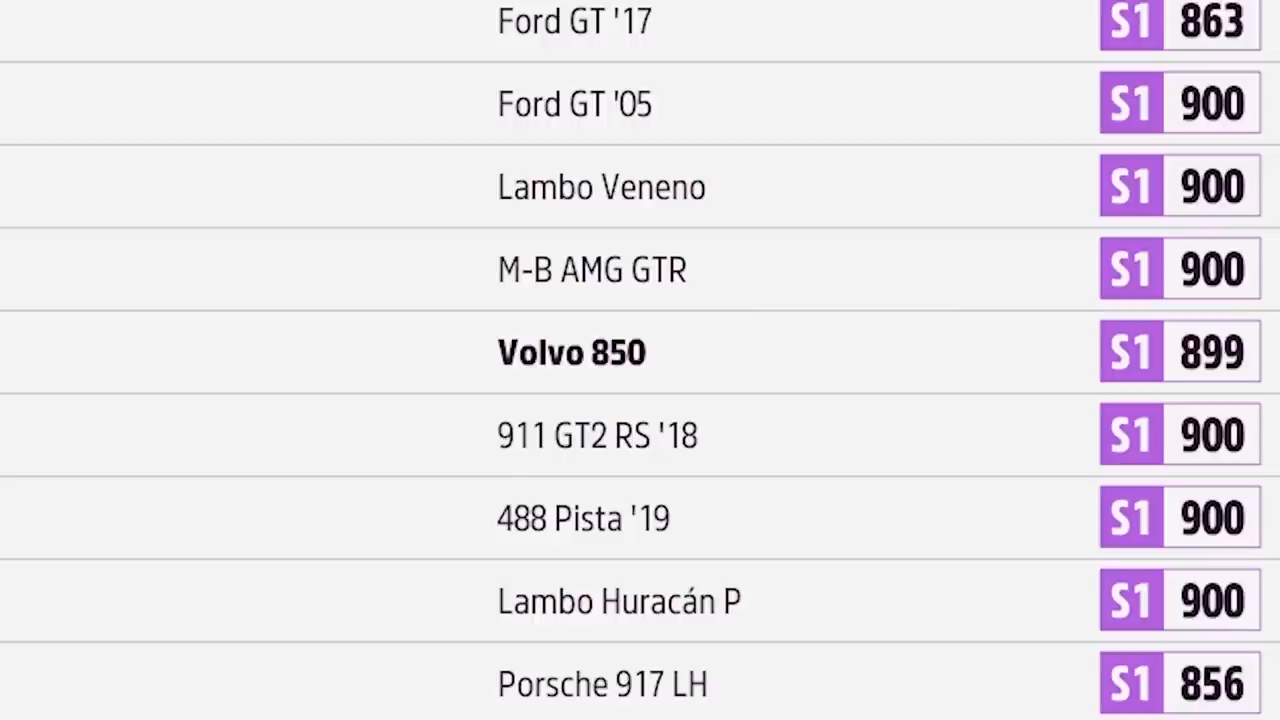 Ford GT '17 S1 863
Ford GT '05 S1 900
Lambo Veneno S1 900
M-B AMG GTR S1 900
Volvo 850 S1 899
911 GT2 RS '18 S1 900
488 Pista '19 S1 900
Lambo Huracán P S1 900
Porsche 917 LH S1 856